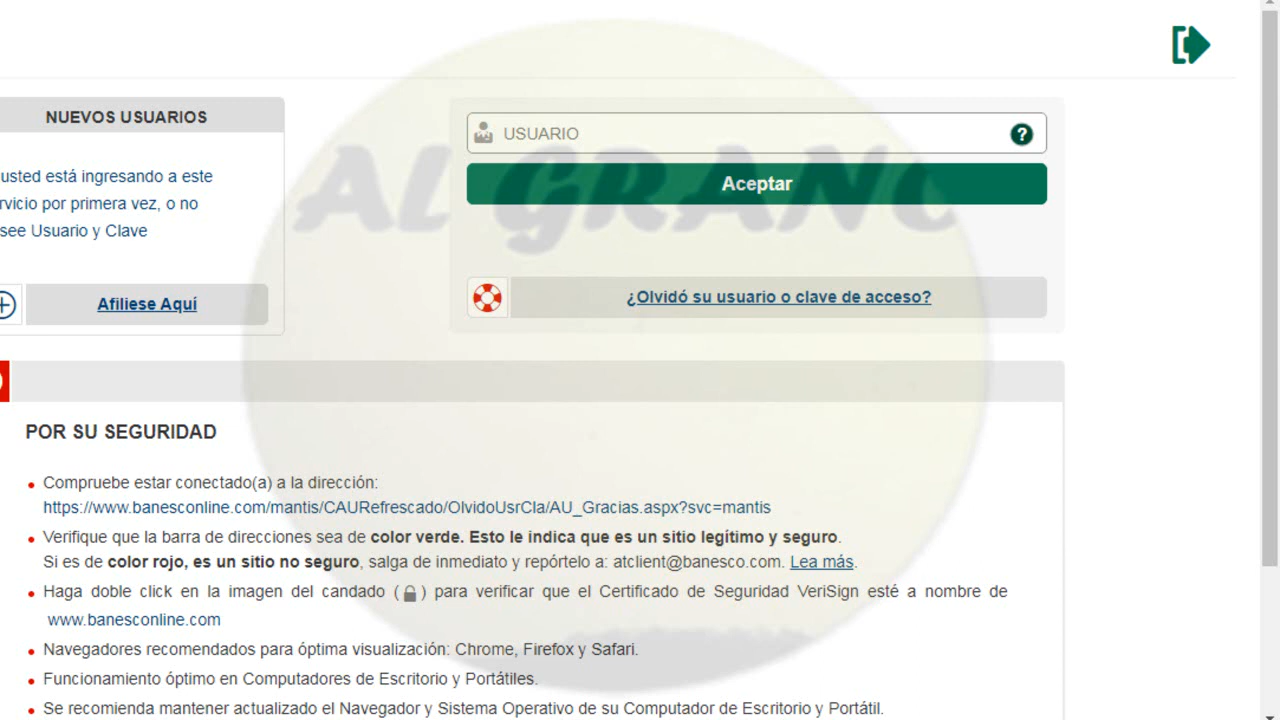 NUEVOS USUARIOS
usted está ingresando a este
rvicio por primera vez, o no
see Usuario y Clave
Afiliese Aquí
USUARIO
?
Aceptar
¿Olvidó su usuario o clave de acceso?
AL GRANO
POR SU SEGURIDAD
Compruebe estar conectado(a) a la dirección:
https://www.banesconline.com/mantis/CAURefrescado/OlvidoUsrCla/AU_Gracias.aspx?svc=mantis
Verifique que la barra de direcciones sea de color verde. Esto le indica que es un sitio legítimo y seguro.
Si es de color rojo, es un sitio no seguro, salga de inmediato y repórtelo a: atclient@banesco.com. Lea más.
Haga doble click en la imagen del candado ( ) para verificar que el Certificado de Seguridad VeriSign esté a nombre de
www.banesconline.com
Navegadores recomendados para óptima visualización: Chrome, Firefox y Safari.
Funcionamiento óptimo en Computadores de Escritorio y Portátiles.
Se recomienda mantener actualizado el Navegador y Sistema Operativo de su Computador de Escritorio y Portátil.